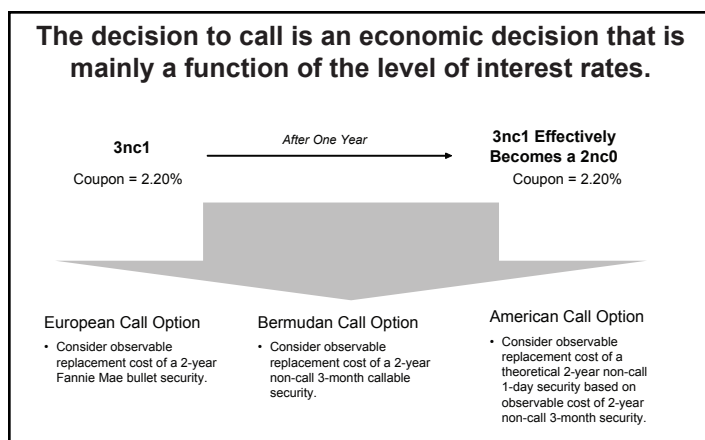 The decision to call is an economic decision that is
mainly a function of the level of interest rates.
3nc1
Coupon = 2.20%
After One Year
3nc1 Effectively
Becomes a 2nc0
Coupon = 2.20%
European Call Option
• Consider observable
replacement cost of a 2-year
Fannie Mae bullet security.
Bermudan Call Option
• Consider observable
replacement cost of a 2-year
non-call 3-month callable
security.
American Call Option
• Consider observable
replacement cost of a
theoretical 2-year non-call
1-day security based on
observable cost of 2-year
non-call 3-month security.